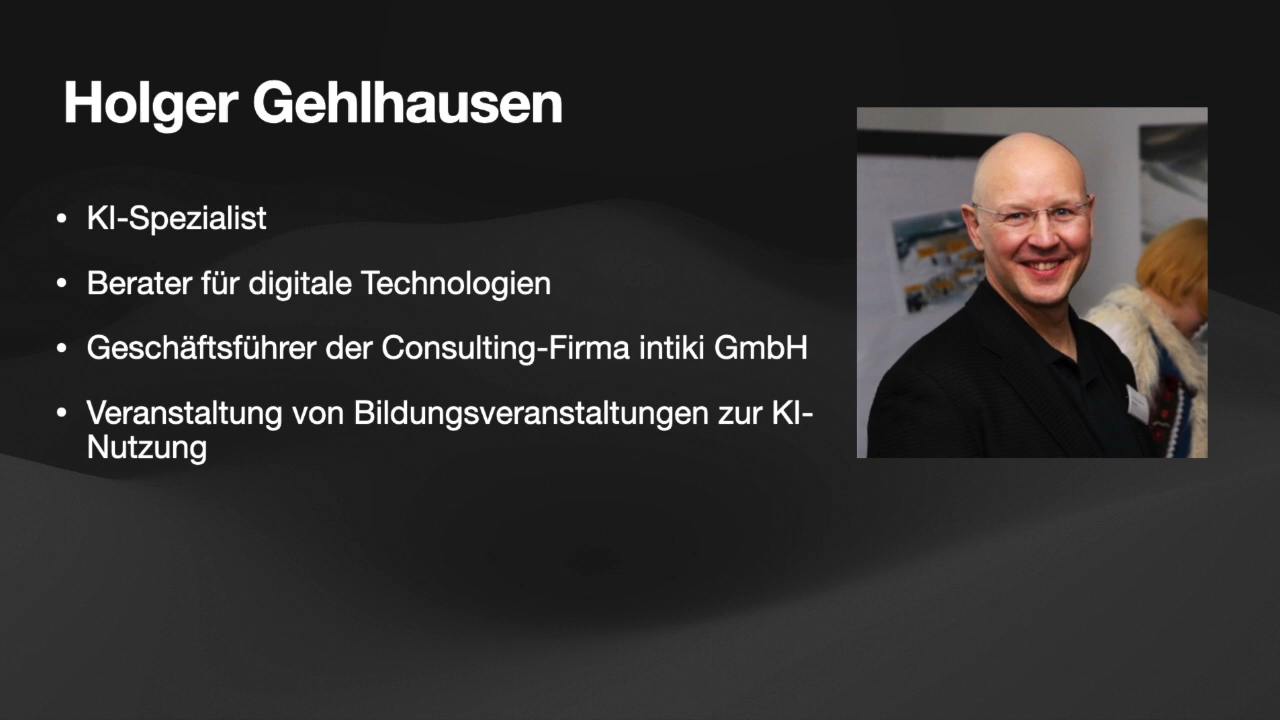 Holger Gehlhausen
• KI-Spezialist
• Berater für digitale Technologien
• Geschäftsführer der Consulting-Firma intiki GmbH
• Veranstaltung von Bildungsveranstaltungen zur KI-
Nutzung